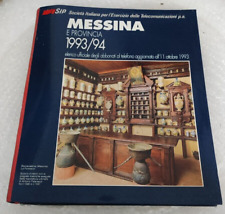 SIP Società Italiana per l'Esercizio delle Telecomunicazioni p.a.
MESSINA
E PROVINCIA
1993/94
elenco ufficiale degli abbonati al telefono aggiornato all'11 ottobre 1993